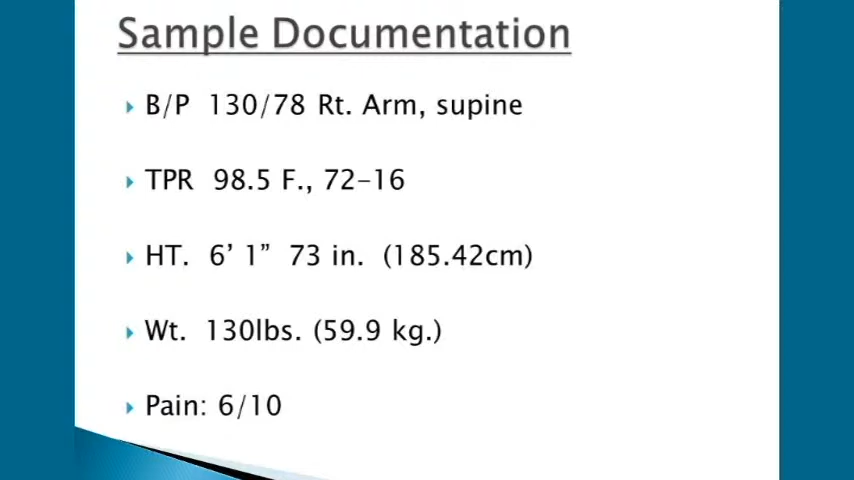 Sample Documentation
B/P 130/78 Rt. Arm, supine
TPR 98.5 F., 72-16
HT. 6’ 1” 73 in. (185.42cm)
Wt. 130lbs. (59.9 kg.)
Pain: 6/10